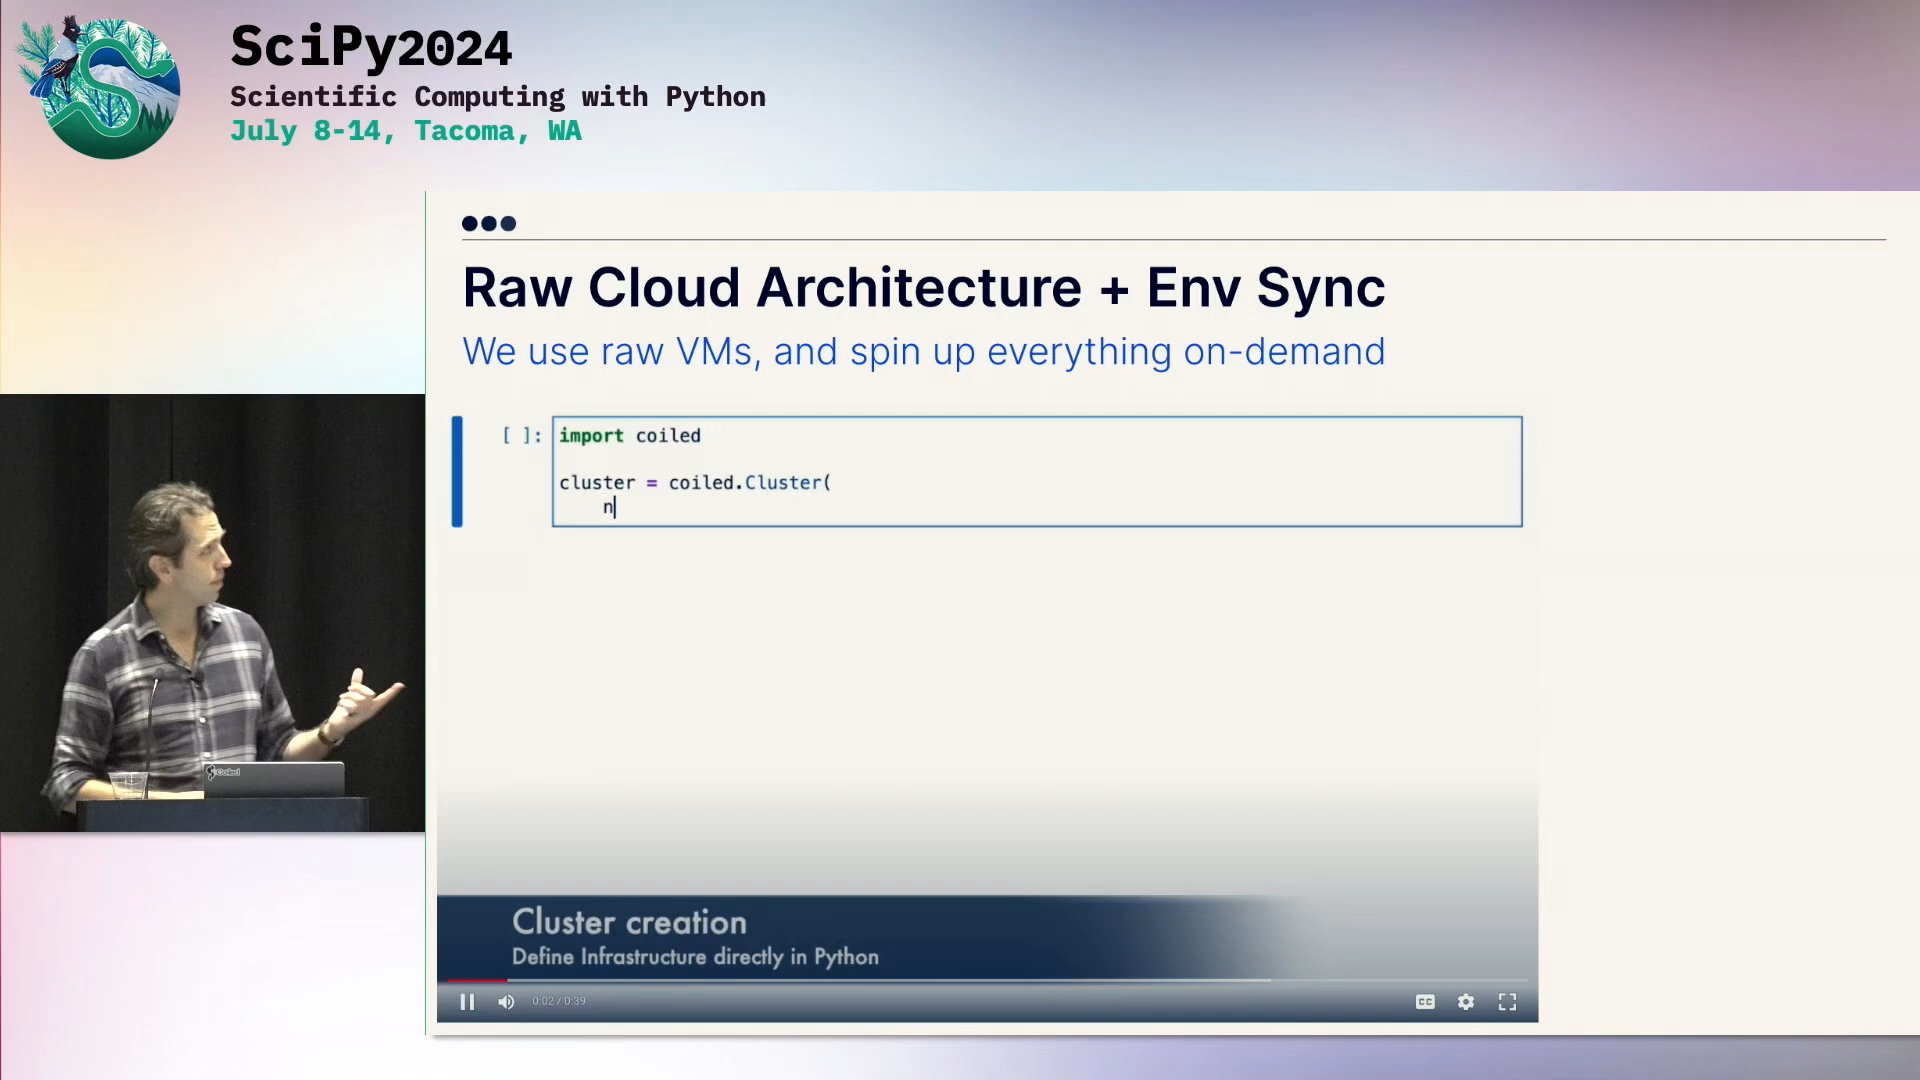 SciPy2024
Scientific Computing with Python
July 8-14, Tacoma, WA
Raw Cloud Architecture + Env Sync
We use raw VMs, and spin up everything on-demand
[ ]: import coiled
cluster = coiled.Cluster(
n
Cluster creation
Define Infrastructure directly in Python
0:02 / 0:39
CC
Coiled